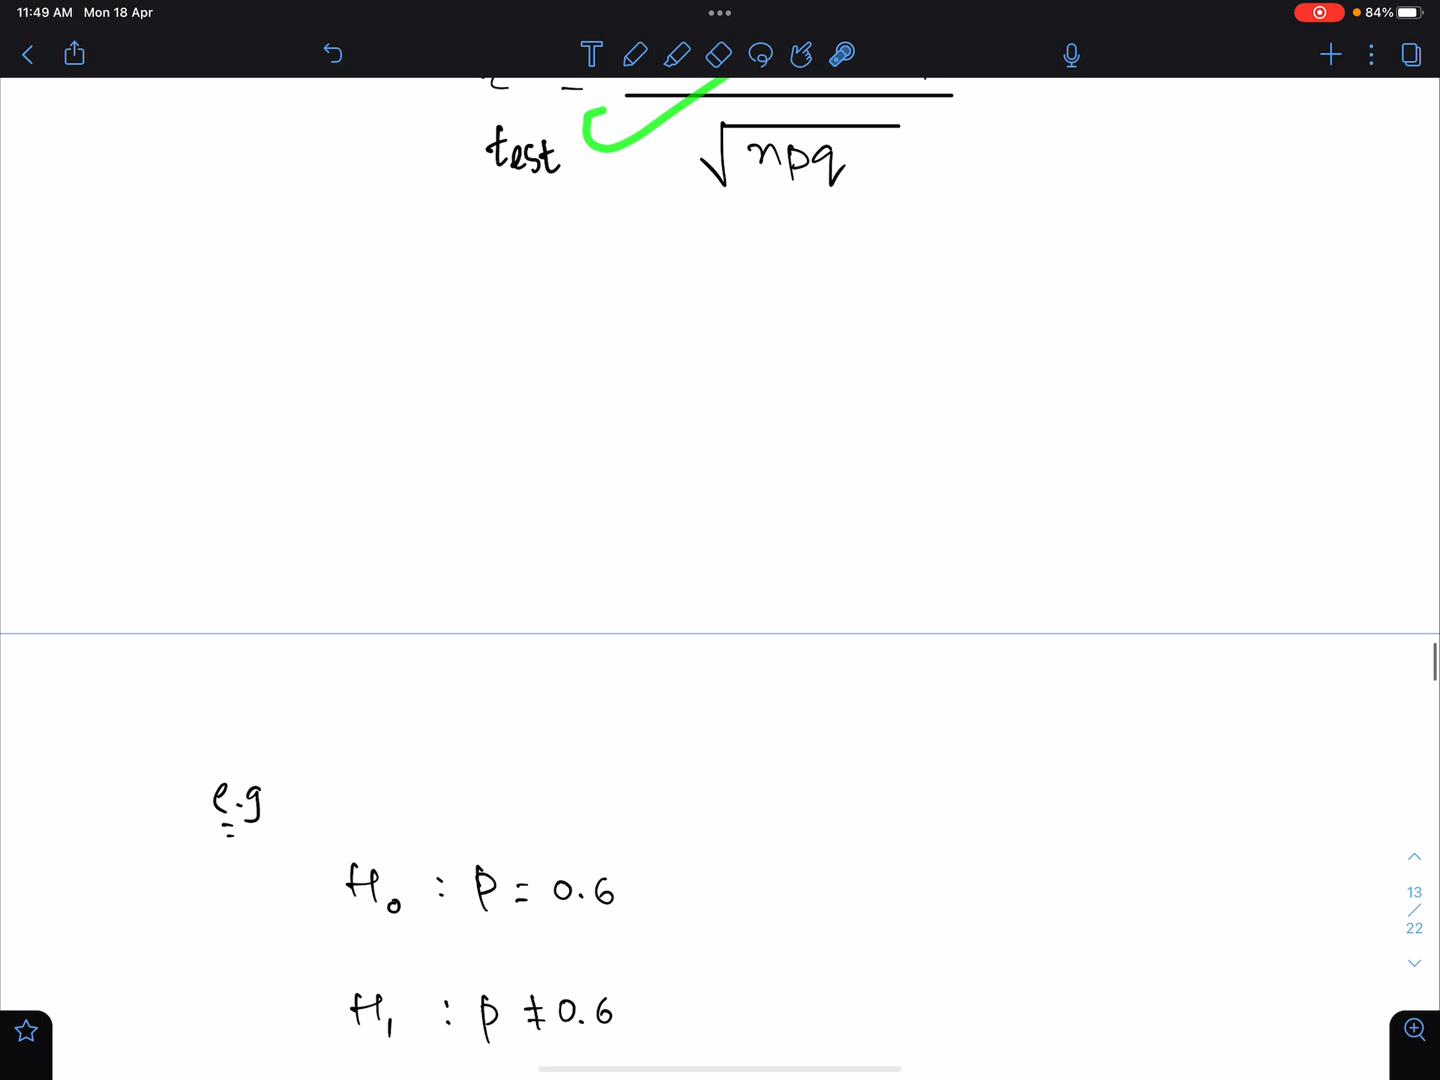 11:49 AM Mon 18 Apr
84%
test
√npq
e.g
H₀ : p = 0.6
H₁ : p ≠ 0.6
13
/
22